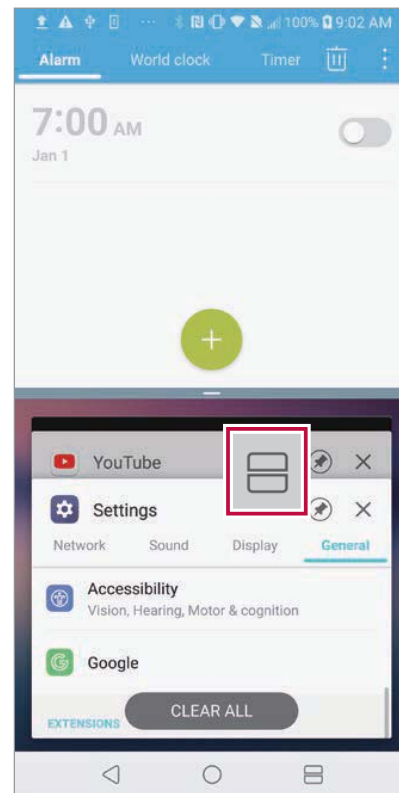 100% 9:02 AM
Alarm World clock Timer
7:00 AM
Jan 1
YouTube
Settings
Network Sound Display General
Accessibility
Vision, Hearing, Motor & cognition
Google
EXTENSIONS
CLEAR ALL